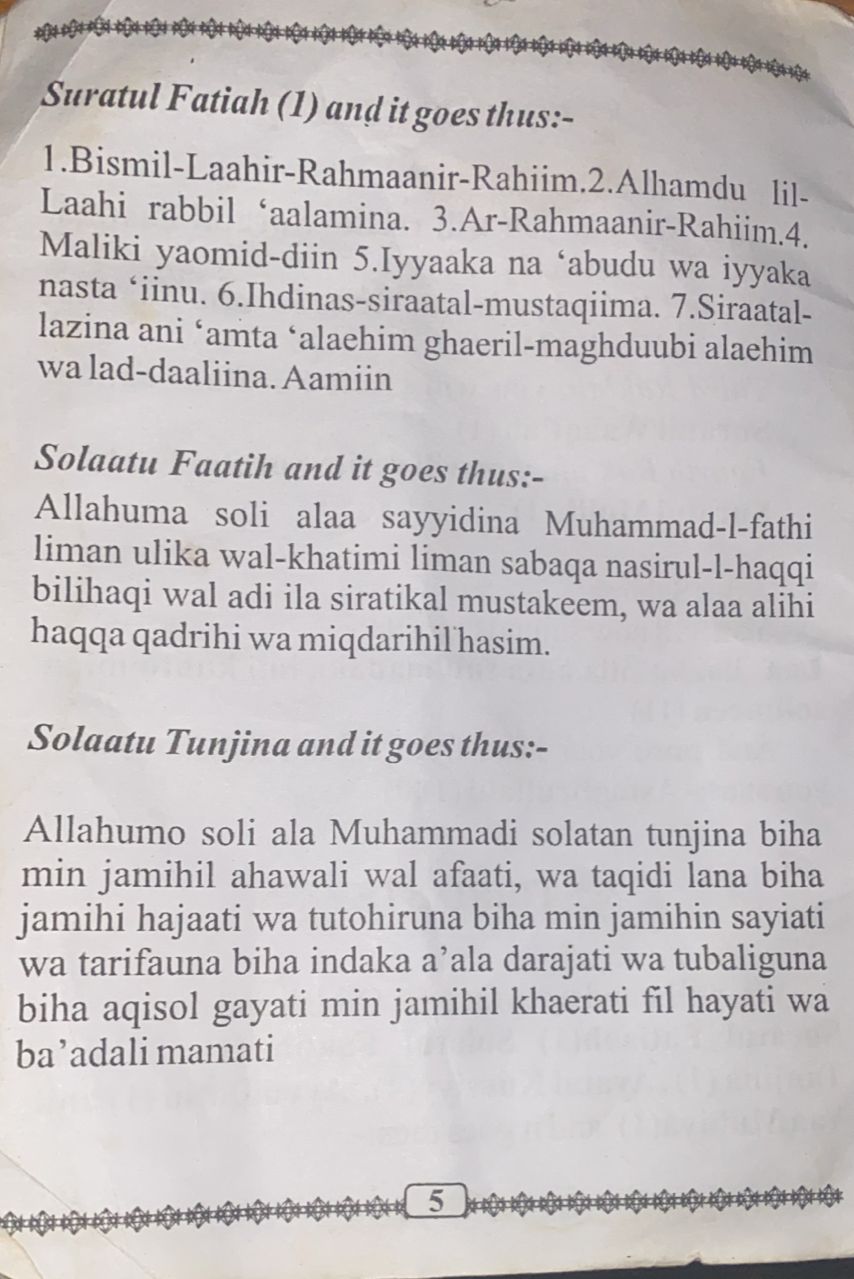 Suratul Fatiah (1) and it goes thus:-
1.Bismil-Laahir-Rahmaanir-Rahiim.2.Alhamdu lil-
Laahi rabbil ‘aalamina. 3.Ar-Rahmaanir-Rahiim.4.
Maliki yaomid-diin 5.Iyyaaka na ‘abudu wa iyyaka
nasta ‘iinu. 6.Ihdinas-siraatal-mustaqiima. 7.Siraatal-
lazina ani ‘amta ‘alaehim ghaeril-maghduubi alaehim
wa lad-daaliina. Aamiin
Solaatu Faatih and it goes thus:-
Allahuma soli alaa sayyidina Muhammad-l-fathi
liman ulika wal-khatimi liman sabaqa nasirul-l-haqqi
bilihaqi wal adi ila siratikal mustakeem, wa alaa alihi
haqqa qadrihi wa miqdarihil hasim.
Solaatu Tunjina and it goes thus:-
Allahumo soli ala Muhammadi solatan tunjina biha
min jamihil ahawali wal afaati, wa taqidi lana biha
jamihi hajaati wa tutohiruna biha min jamihin sayiati
wa tarifauna biha indaka a’ala darajati wa tubaliguna
biha aqisol gayati min jamihil khaerati fil hayati wa
ba’adali mamati
5